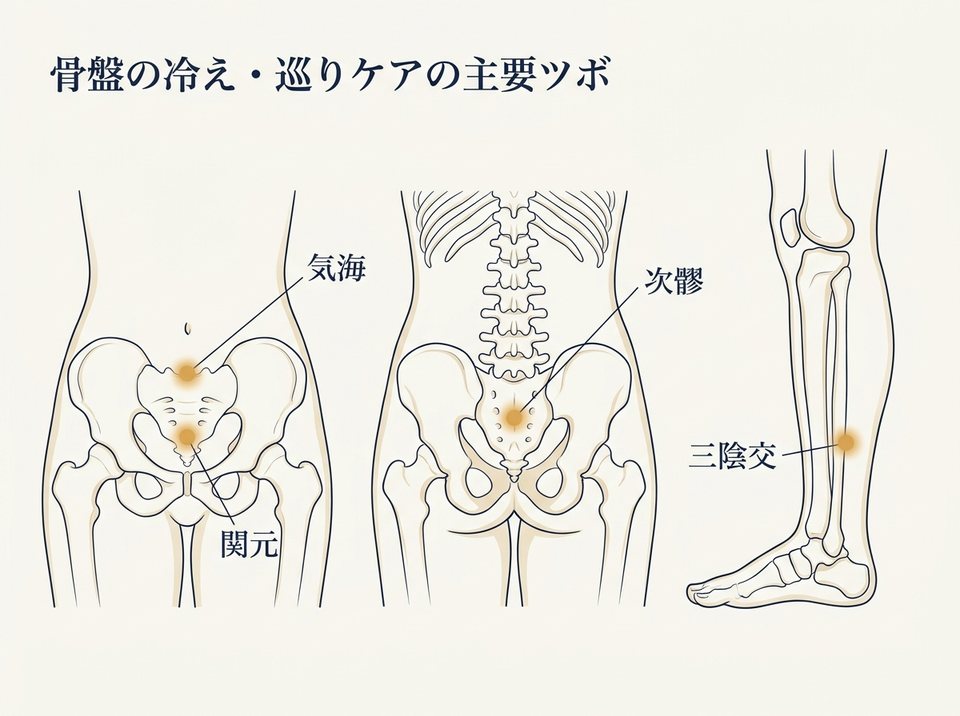 骨盤の冷え・巡りケアの主要ツボ
気海
関元
次髎
三陰交